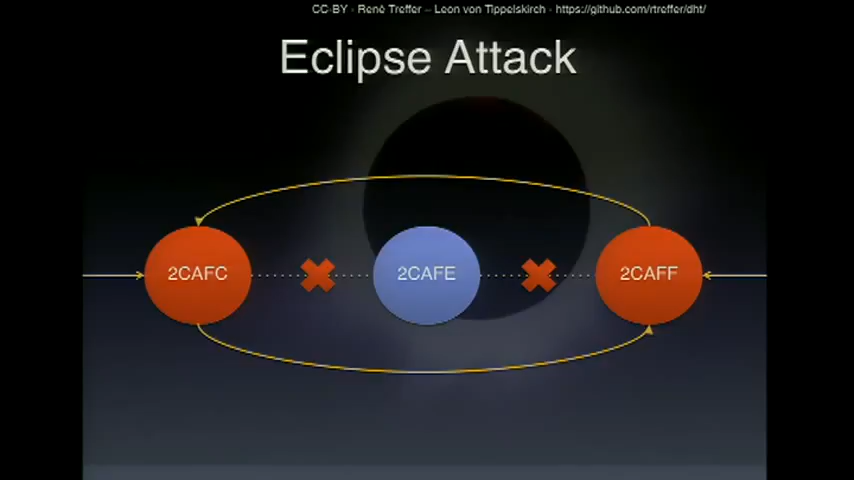 CC-BY - René Treffer – Leon von Tippelskirch - https://github.com/rtreffer/dht/
Eclipse Attack
2CAFC 2CAFE 2CAFF